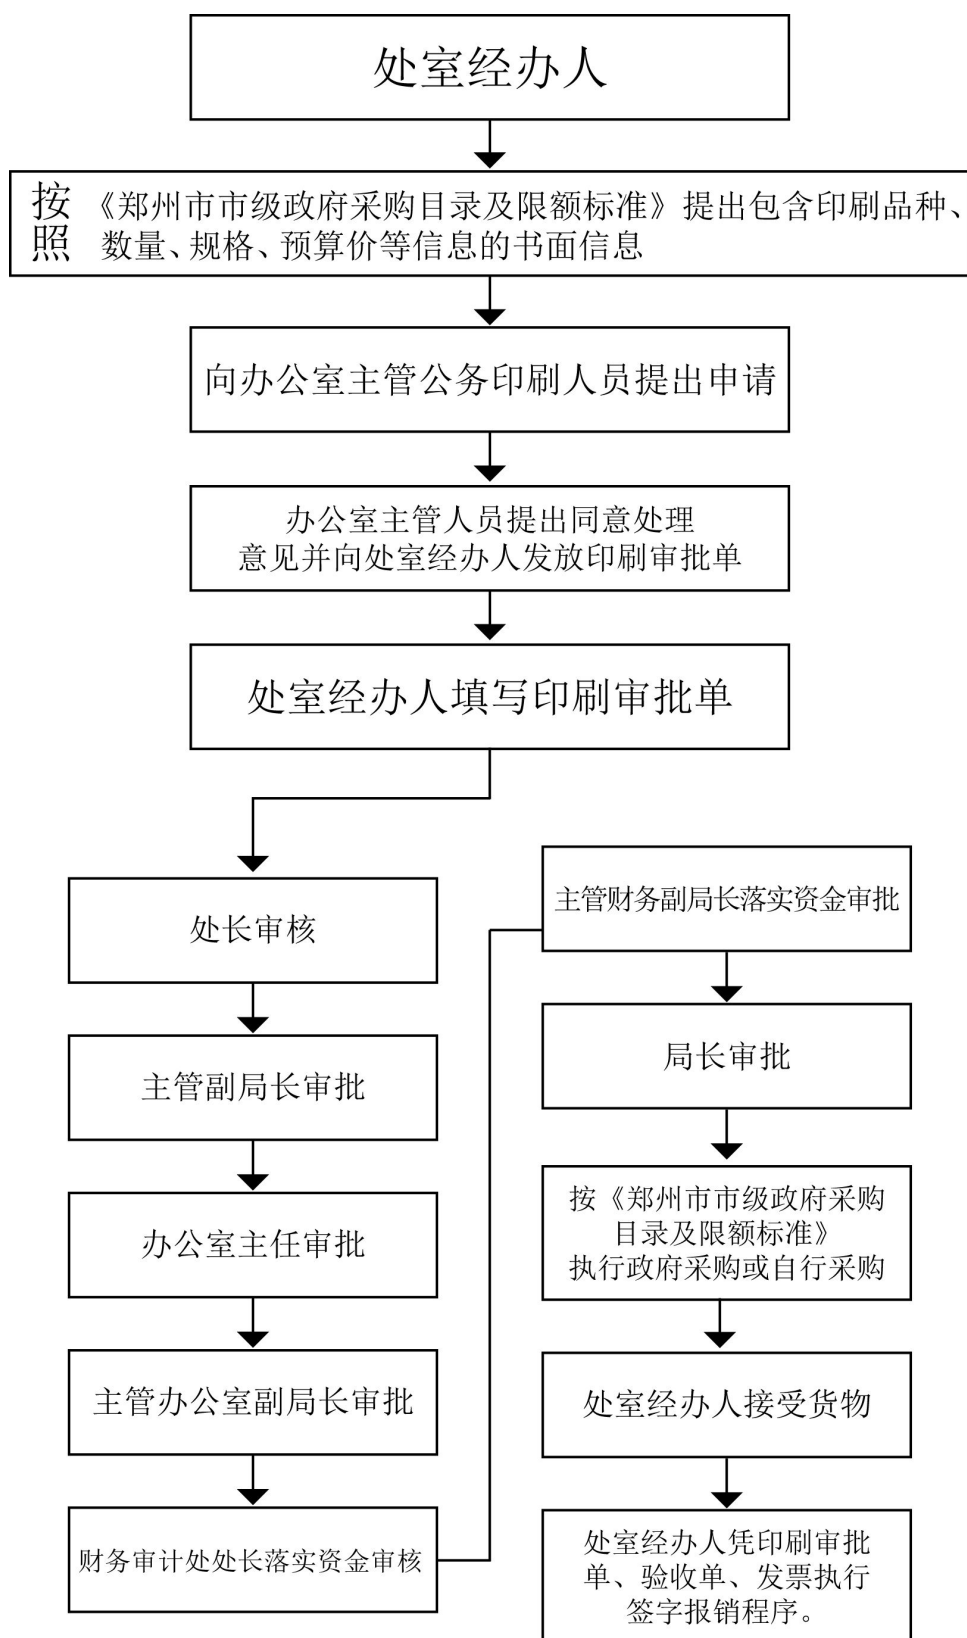 处室经办人
按照《郑州市市级政府采购目录及限额标准》提出包含印刷品种、
数量、规格、预算价等信息的书面信息
向办公室主管公务印刷人员提出申请
办公室主管人员提出同意处理
意见并向处室经办人发放印刷审批单
处室经办人填写印刷审批单
处长审核
主管副局长审批
办公室主任审批
主管办公室副局长审批
财务审计处处长落实资金审核
主管财务副局长落实资金审批
局长审批
按《郑州市市级政府采购
目录及限额标准》
执行政府采购或自行采购
处室经办人接受货物
处室经办人凭印刷审批
单、验收单、发票执行
签字报销程序。